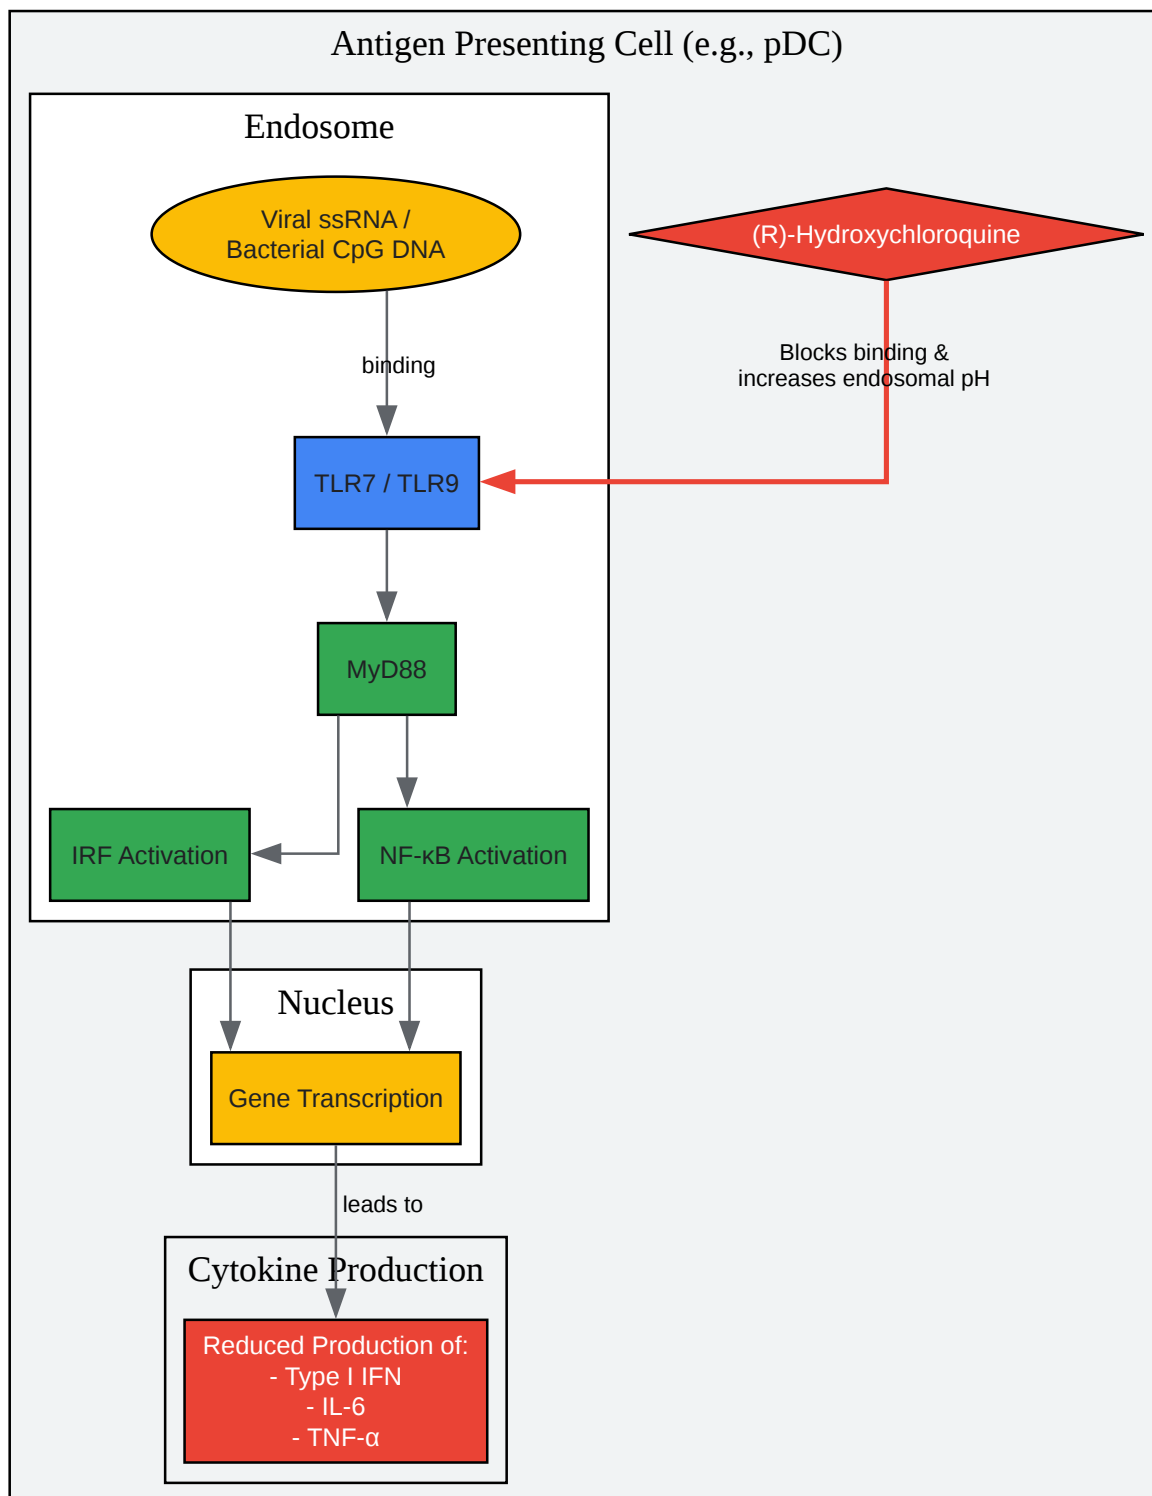 Antigen Presenting Cell (e.g., pDC)
Endosome
Viral ssRNA /
Bacterial CpG DNA
(R)-Hydroxychloroquine
binding
Blocks binding &
increases endosomal pH
TLR7 / TLR9
MyD88
IRF Activation
NF-κB Activation
Nucleus
Gene Transcription
leads to
Cytokine Production
Reduced Production of:
- Type I IFN
- IL-6
- TNF-α